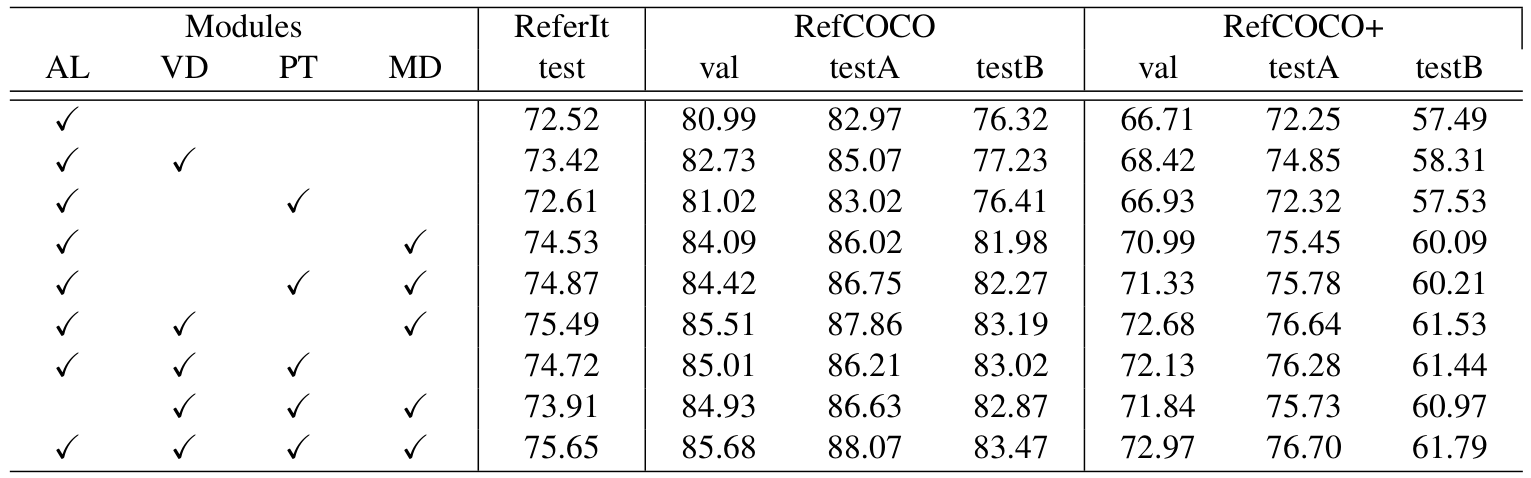 Modules ReferIt RefCOCO RefCOCO+
AL VD PT MD test val testA testB val testA testB
✓ 72.52 80.99 82.97 76.32 66.71 72.25 57.49
✓ ✓ 73.42 82.73 85.07 77.23 68.42 74.85 58.31
✓ ✓ 72.61 81.02 83.02 76.41 66.93 72.32 57.53
✓ ✓ 74.53 84.09 86.02 81.98 70.99 75.45 60.09
✓ ✓ ✓ 74.87 84.42 86.75 82.27 71.33 75.78 60.21
✓ ✓ ✓ 75.49 85.51 87.86 83.19 72.68 76.64 61.53
✓ ✓ ✓ 74.72 85.01 86.21 83.02 72.13 76.28 61.44
✓ ✓ ✓ 73.91 84.93 86.63 82.87 71.84 75.73 60.97
✓ ✓ ✓ ✓ 75.65 85.68 88.07 83.47 72.97 76.70 61.79